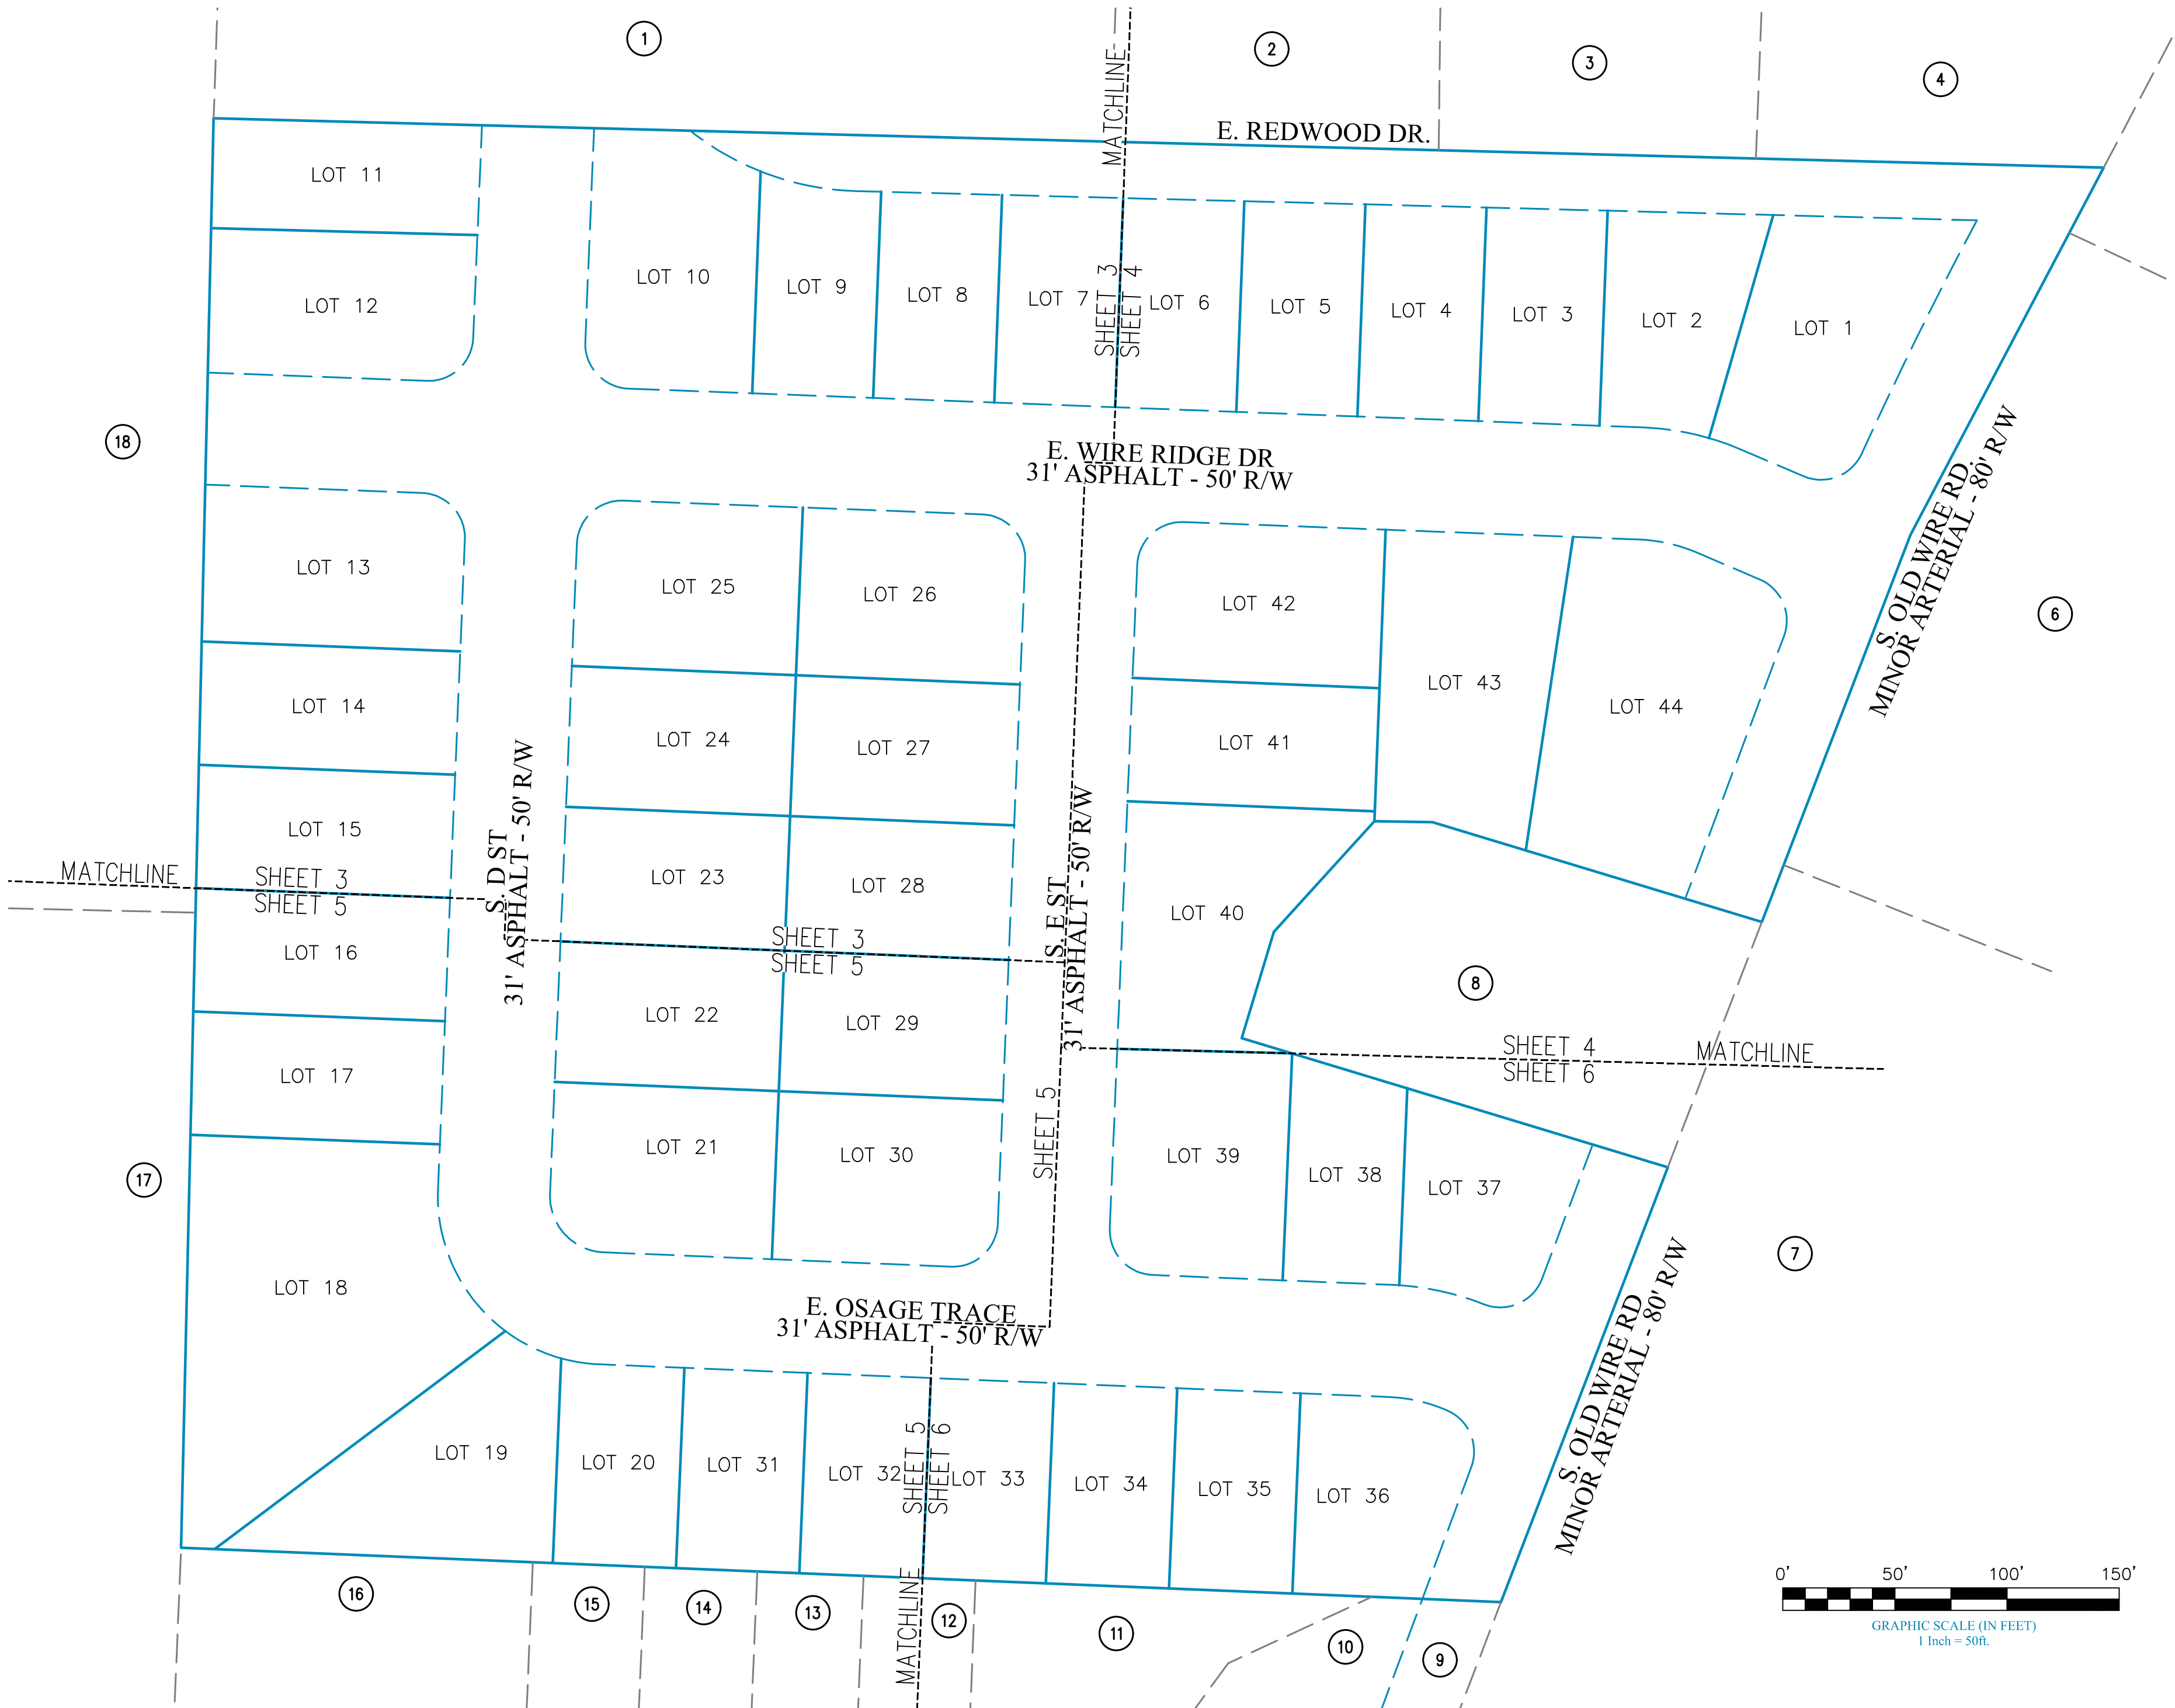 1
2
3
4
MATCHLINE
E. REDWOOD DR.
LOT 11
LOT 12
LOT 10
LOT 9
LOT 8
LOT 7
SHEET 3
SHEET 4
LOT 6
LOT 5
LOT 4
LOT 3
LOT 2
LOT 1
18
E. WIRE RIDGE DR
31' ASPHALT - 50' R/W
S. OLD WIRE RD.
MINOR ARTERIAL - 80' R/W
6
LOT 13
LOT 25
LOT 26
LOT 42
LOT 43
LOT 44
LOT 14
LOT 24
LOT 27
LOT 41
LOT 15
LOT 23
LOT 28
LOT 40
MATCHLINE
SHEET 3
SHEET 5
S. D ST
31' ASPHALT - 50' R/W
SHEET 3
SHEET 5
S. E ST
31' ASPHALT - 50' R/W
8
LOT 16
LOT 22
LOT 29
SHEET 4
SHEET 6
MATCHLINE
LOT 17
LOT 21
LOT 30
SHEET 5
LOT 39
LOT 38
LOT 37
17
7
LOT 18
E. OSAGE TRACE
31' ASPHALT - 50' R/W
S. OLD WIRE RD
MINOR ARTERIAL - 80' R/W
LOT 19
LOT 20
LOT 31
LOT 32
SHEET 5
SHEET 6
LOT 33
LOT 34
LOT 35
LOT 36
16
15
14
13
MATCHLINE
12
11
10
9
0' 50' 100' 150'
GRAPHIC SCALE (IN FEET)
1 Inch = 50ft.